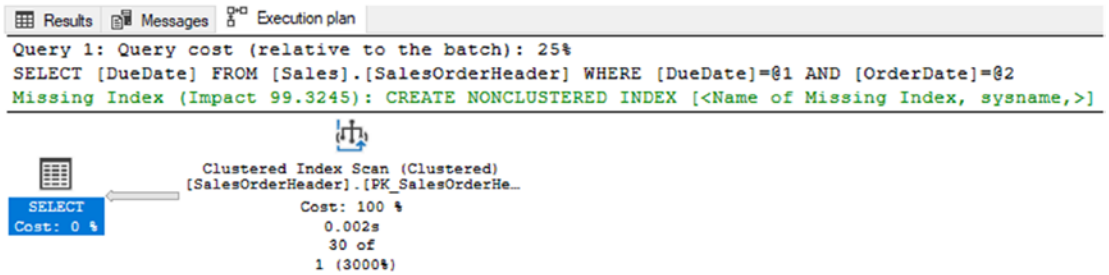 Results Messages Execution plan
Query 1: Query cost (relative to the batch): 25%
SELECT [DueDate] FROM [Sales].[SalesOrderHeader] WHERE [DueDate]=@1 AND [OrderDate]=@2
Missing Index (Impact 99.3245): CREATE NONCLUSTERED INDEX [<Name of Missing Index, sysname,>]
SELECT
Cost: 0 %
Clustered Index Scan (Clustered)
[SalesOrderHeader].[PK_SalesOrderHe…
Cost: 100 %
0.002s
30 of
1 (3000%)